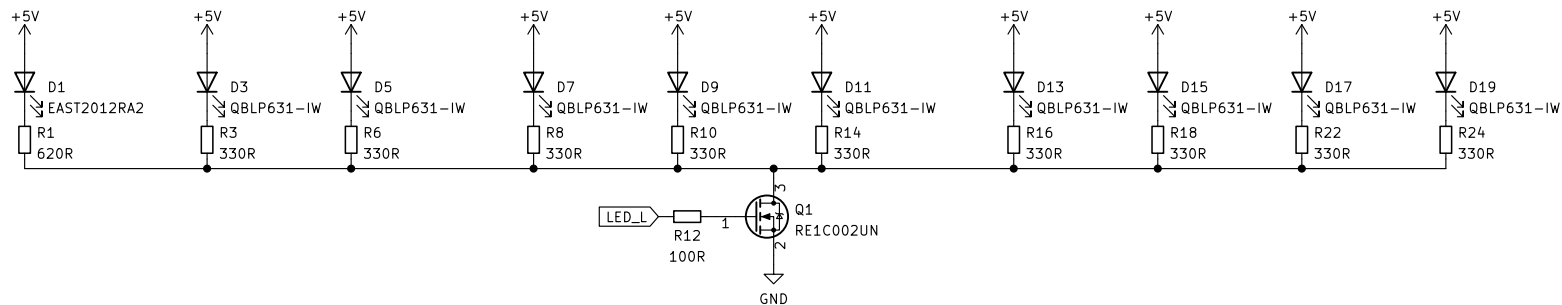 +5V +5V +5V +5V +5V +5V +5V +5V +5V +5V
D1 D3 D5 D7 D9 D11 D13 D15 D17 D19
EAST2012RA2 QBLP631-IW QBLP631-IW QBLP631-IW QBLP631-IW QBLP631-IW QBLP631-IW QBLP631-IW QBLP631-IW QBLP631-IW
R1 R3 R6 R8 R10 R14 R16 R18 R22 R24
620R 330R 330R 330R 330R 330R 330R 330R 330R 330R
3
LED_L Q1
1
R12 RE1C002UN
2
100R
GND